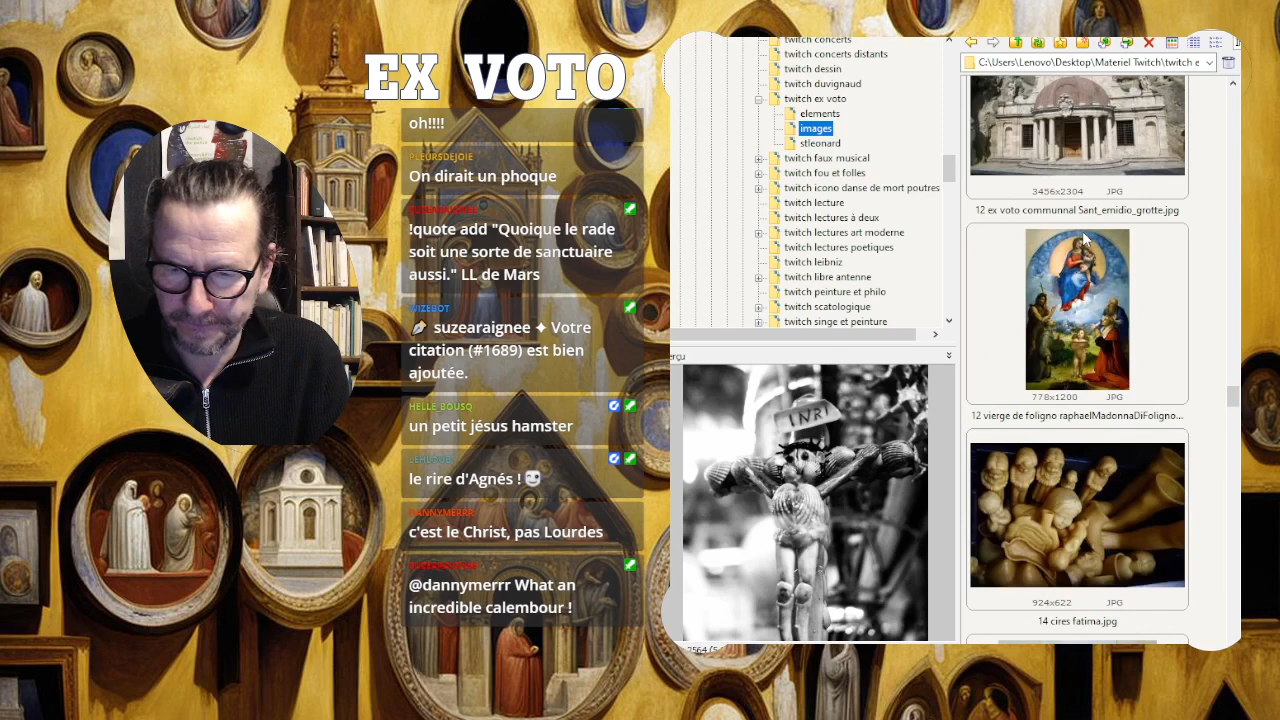 EX VOTO
oh!!!!
PLEURSDEJOIE
On dirait un phoque
SUZEARAIGNEE
!quote add "Quoique le rade
soit une sorte de sanctuaire
aussi." LL de Mars
WIZEBOT
suzearaignee ✦ Votre
citation (#1689) est bien
ajoutée.
HELLE_BOUSQ
un petit jésus hamster
le rire d'Agnés !
DANNYMERRR
c'est le Christ, pas Lourdes
SUZEARAIGNEE
@dannymerrr What an
incredible calembour !
twitch concerts
twitch concerts distants
twitch dessin
twitch duvignaud
twitch ex voto
elements
images
stleonard
twitch faux musical
twitch fou et folles
twitch icono danse de mort poutres
twitch lecture
twitch lectures à deux
twitch lectures art moderne
twitch lectures poetiques
twitch leibniz
twitch libre antenne
twitch peinture et philo
twitch scatologique
twitch singe et peinture
erçu
INRI
2564 (5
C:\Users\Lenovo\Desktop\Materiel Twitch\twitch e
3456x2304 JPG
12 ex voto communnal Sant_emidio_grotte.jpg
778x1200 JPG
12 vierge de foligno raphaelMadonnaDiFoligno...
924x622 JPG
14 cires fatima.jpg